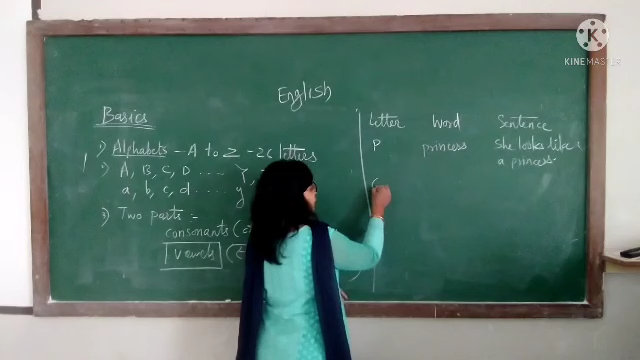 English
Basics
1) Alphabets - A to Z - 26 letters
2) A, B, C, D .... Y,
a, b, c, d ..... y
3) Two parts :-
consonants (
Vowels (
Letter Word Sentence
P princess She looks like
a princess.
K
KINEMASTER